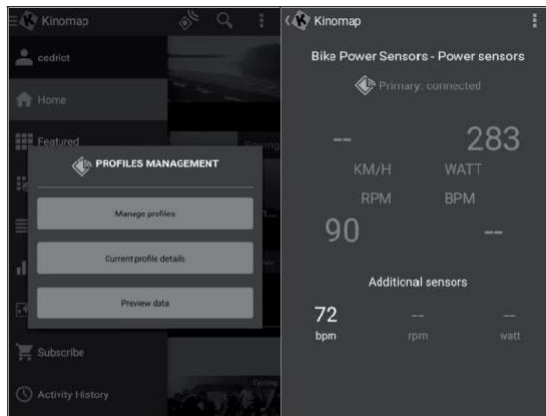 Kinomap
cedrict
Home
Featured
PROFILES MANAGEMENT
Manage profiles
Current profile details
Preview data
Subscribe
Activity History
Cycling
Kinomap
Bike Power Sensors - Power sensors
Primary: connected
-- 283
KM/H WATT
RPM BPM
90 --
Additional sensors
72 -- --
bpm rpm watt